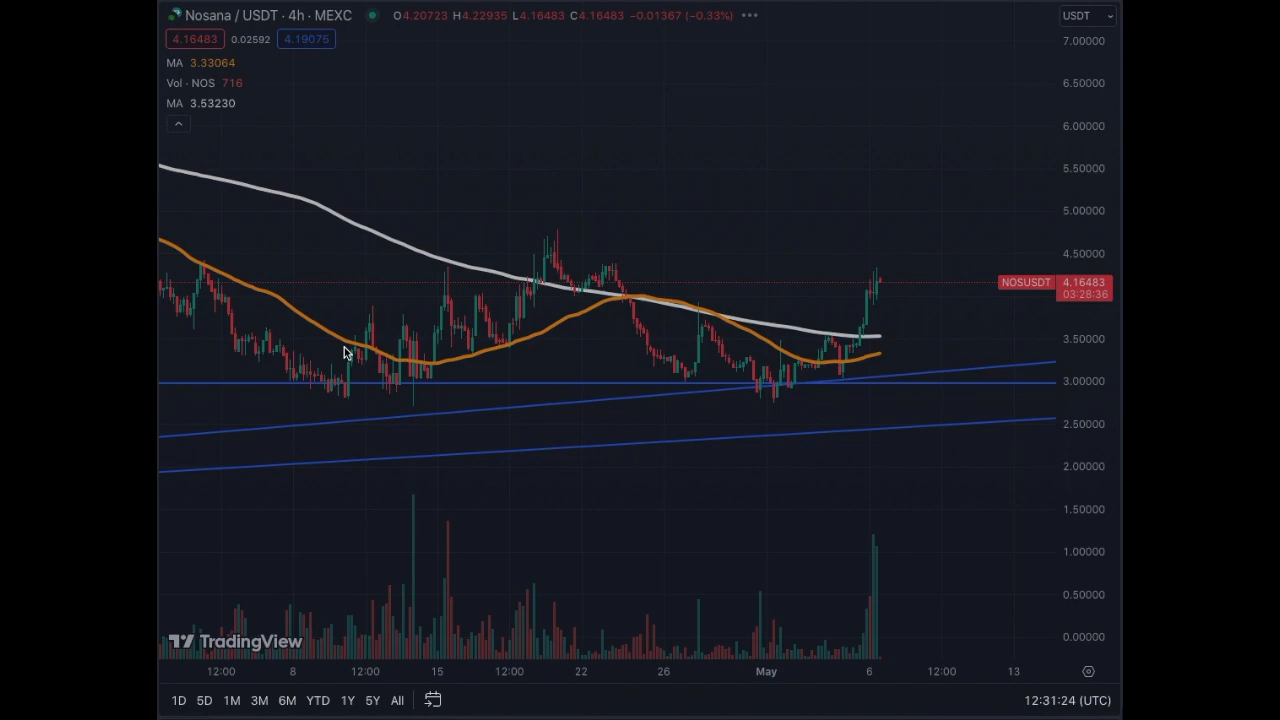 Nosana / USDT · 4h · MEXC O4.20723 H4.22935 L4.16483 C4.16483 −0.01367 (−0.33%) USDT
4.16483 0.02592 4.19075
MA 3.33064
Vol · NOS 716
MA 3.53230
7.00000
6.50000
6.00000
5.50000
5.00000
4.50000
NOSUSDT 4.16483
03:28:36
3.50000
3.00000
2.50000
2.00000
1.50000
1.00000
0.50000
0.00000
TradingView
12:00 8 12:00 15 12:00 22 26 May 6 12:00 13
1D 5D 1M 3M 6M YTD 1Y 5Y All 12:31:24 (UTC)